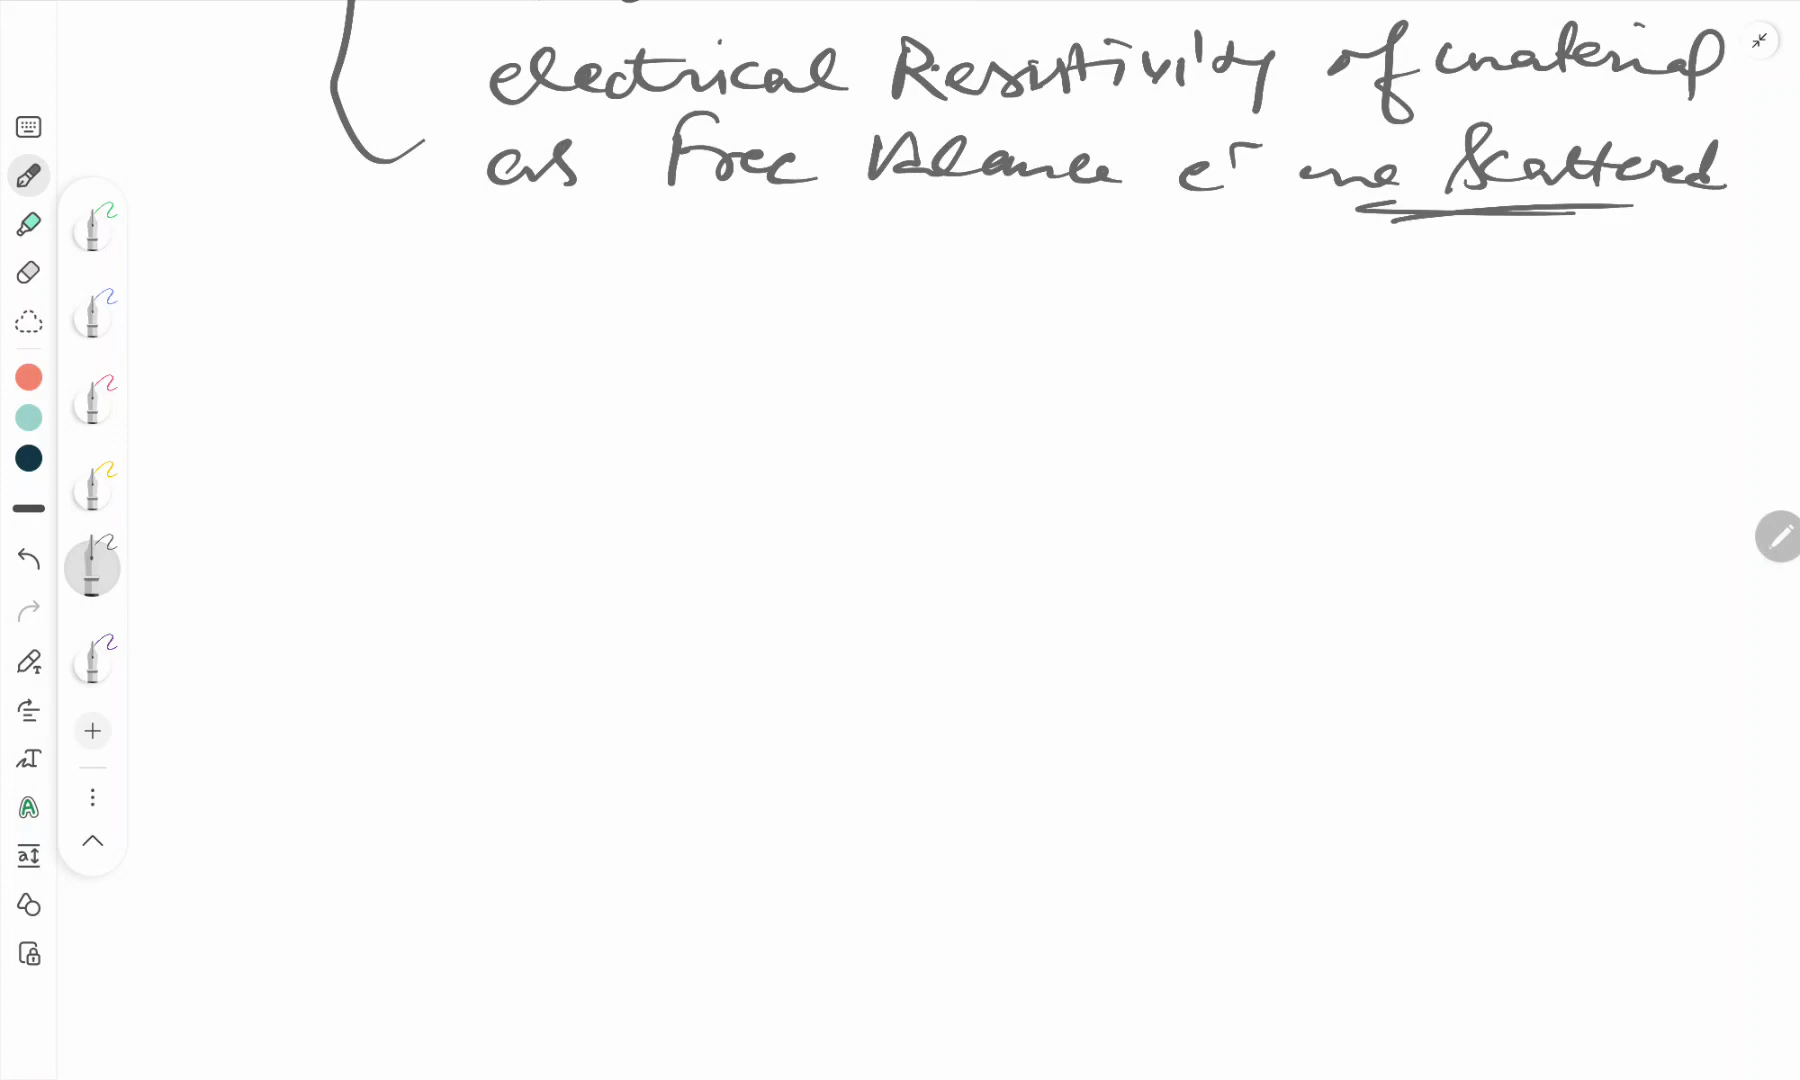 electrical Resistivity of material
as Free Valance e⁻ are Scattered